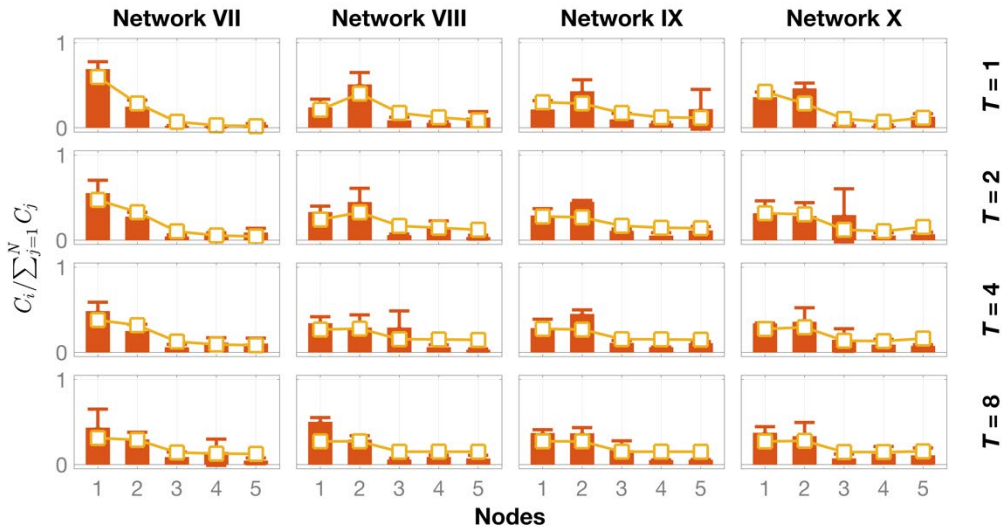 Network VII Network VIII Network IX Network X
1
0
T = 1
1
0
T = 2
1
0
T = 4
1
0
T = 8
C_i/∑_{j=1}^N C_j
1 2 3 4 5 1 2 3 4 5 1 2 3 4 5 1 2 3 4 5
Nodes